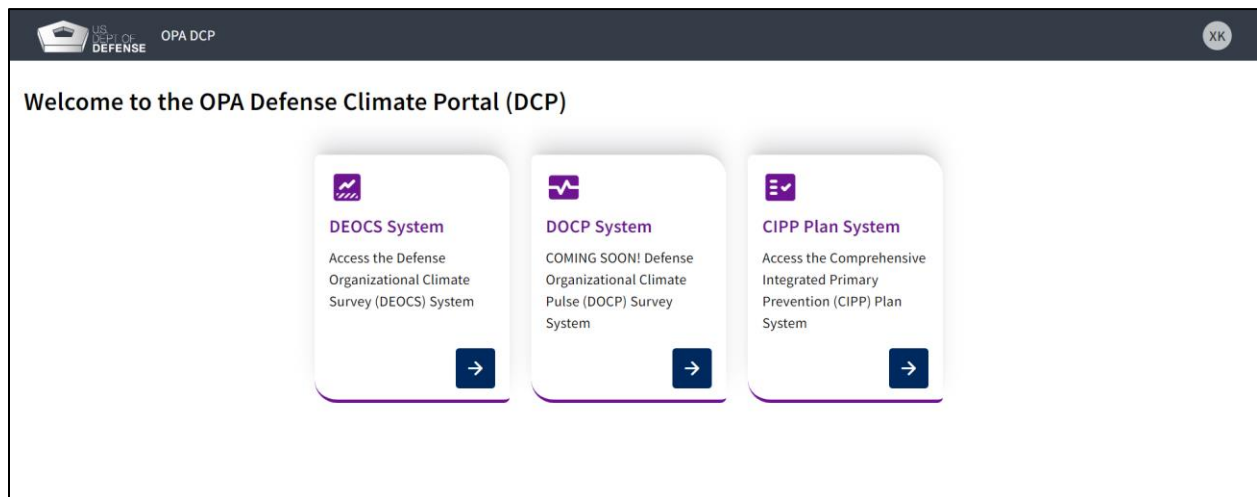 U.S.
DEPT OF
DEFENSE
OPA DCP
XK
Welcome to the OPA Defense Climate Portal (DCP)
DEOCS System
Access the Defense
Organizational Climate
Survey (DEOCS) System
DOCP System
COMING SOON! Defense
Organizational Climate
Pulse (DOCP) Survey
System
CIPP Plan System
Access the Comprehensive
Integrated Primary
Prevention (CIPP) Plan
System